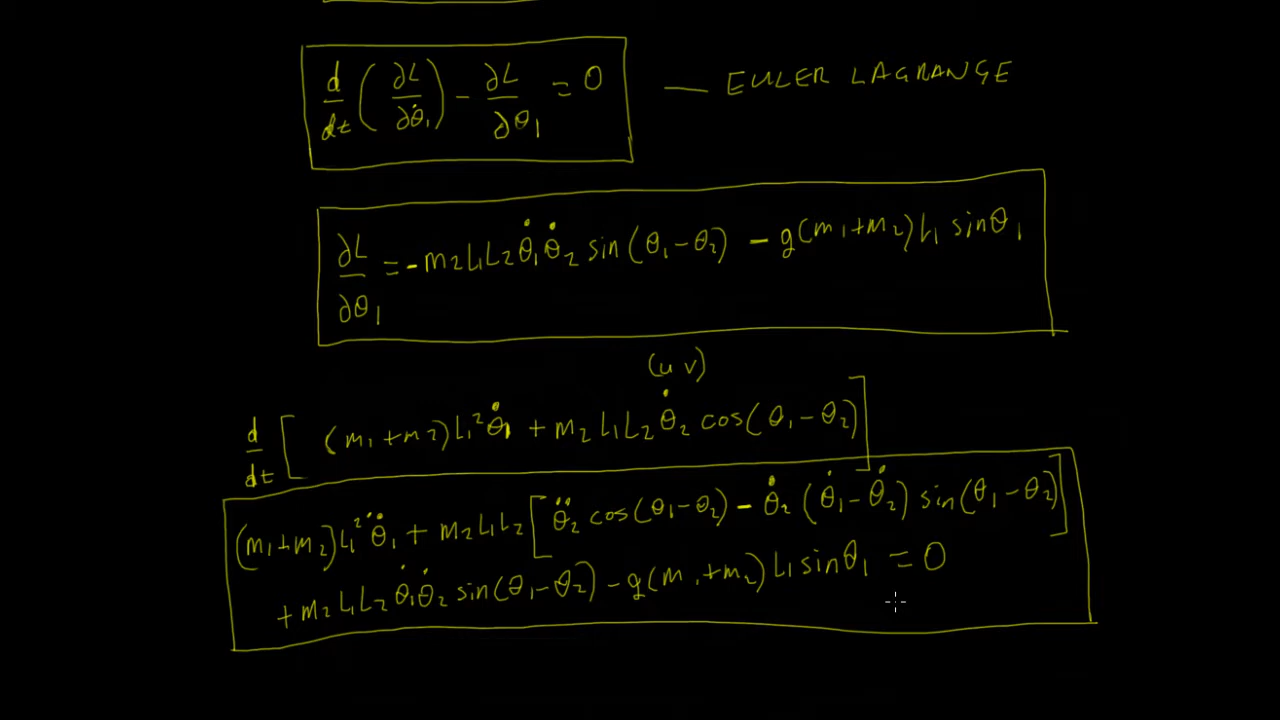 d/dt (∂L/∂θ̇₁) − ∂L/∂θ₁ = 0 — EULER LAGRANGE
∂L/∂θ₁ = −m₂L₁L₂θ̇₁θ̇₂ sin(θ₁−θ₂) − g(m₁+m₂)L₁ sinθ₁
(u v)
d/dt [ (m₁+m₂)L₁²θ̇₁ + m₂L₁L₂θ̇₂ cos(θ₁−θ₂) ]
(m₁+m₂)L₁²θ̈₁ + m₂L₁L₂ [ θ̈₂ cos(θ₁−θ₂) − θ̇₂(θ̇₁−θ̇₂) sin(θ₁−θ₂) ]
+ m₂L₁L₂θ̇₁θ̇₂ sin(θ₁−θ₂) − g(m₁+m₂)L₁ sinθ₁ = 0